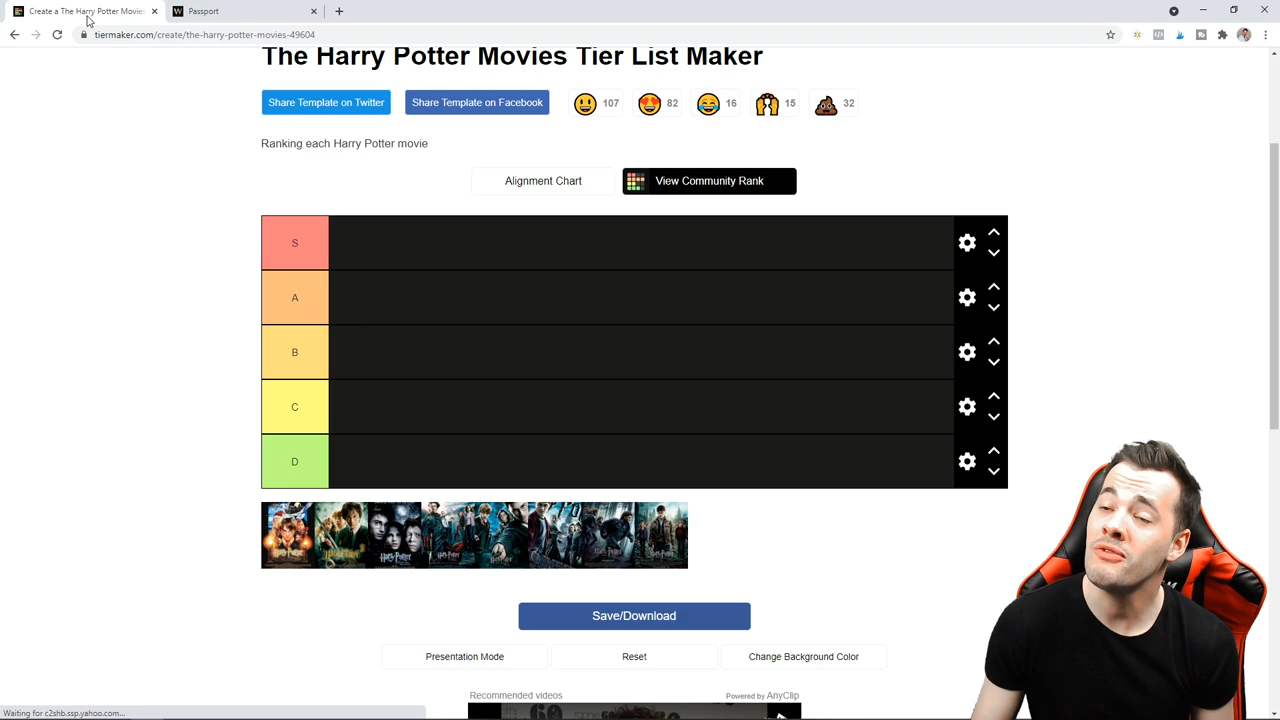 Create a The Harry Potter Movies
Passport
tiermaker.com/create/the-harry-potter-movies-49604
The Harry Potter Movies Tier List Maker
Share Template on Twitter
Share Template on Facebook
107
82
16
15
32
Ranking each Harry Potter movie
Alignment Chart
View Community Rank
S
A
B
C
D
Save/Download
Presentation Mode
Reset
Change Background Color
Recommended videos
Powered by AnyClip
Waiting for c2shb.ssp.yahoo.com...